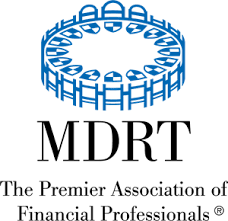 MDRT
The Premier Association of
Financial Professionals ®